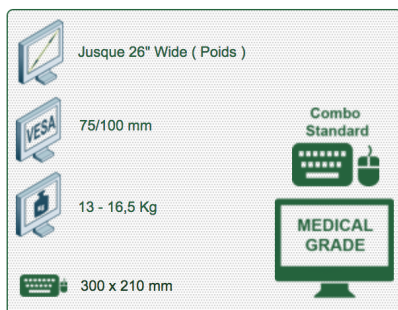 Jusque 26" Wide ( Poids )
VESA
75/100 mm
KG
13 - 16,5 Kg
300 x 210 mm
Combo
Standard
MEDICAL
GRADE